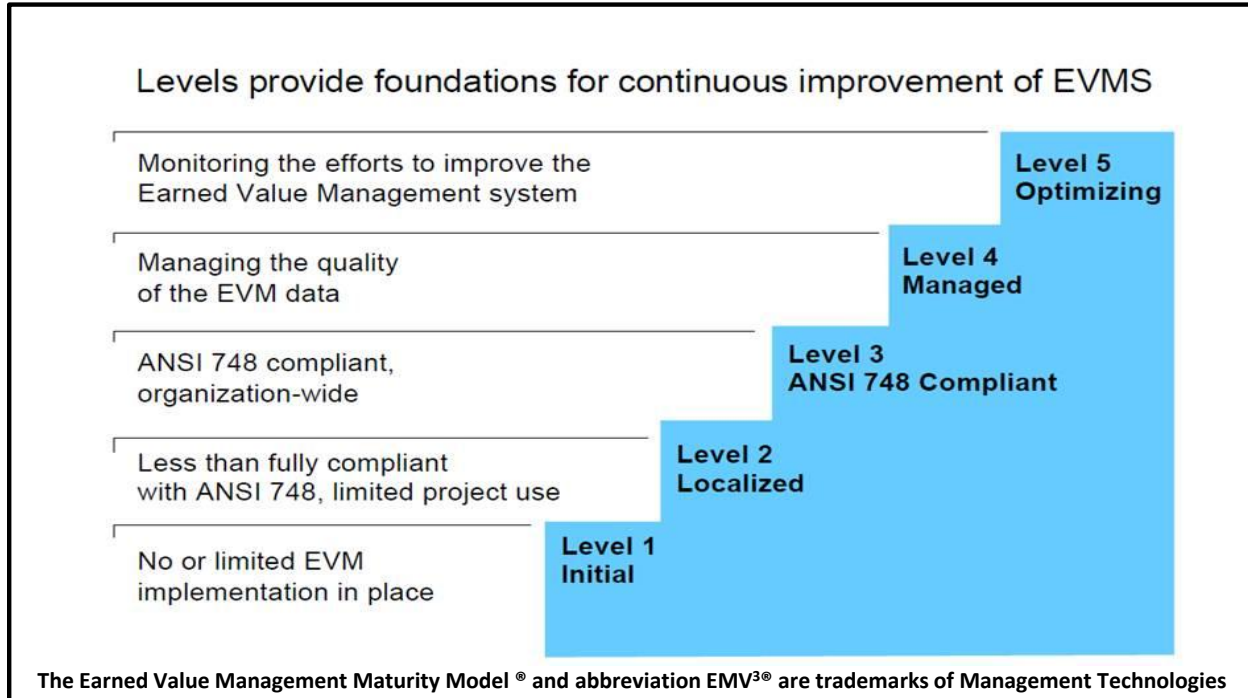 Levels provide foundations for continuous improvement of EVMS
Monitoring the efforts to improve the
Earned Value Management system
Level 5
Optimizing
Managing the quality
of the EVM data
Level 4
Managed
ANSI 748 compliant,
organization-wide
Level 3
ANSI 748 Compliant
Less than fully compliant
with ANSI 748, limited project use
Level 2
Localized
No or limited EVM
implementation in place
Level 1
Initial
The Earned Value Management Maturity Model ® and abbreviation EMV³® are trademarks of Management Technologies